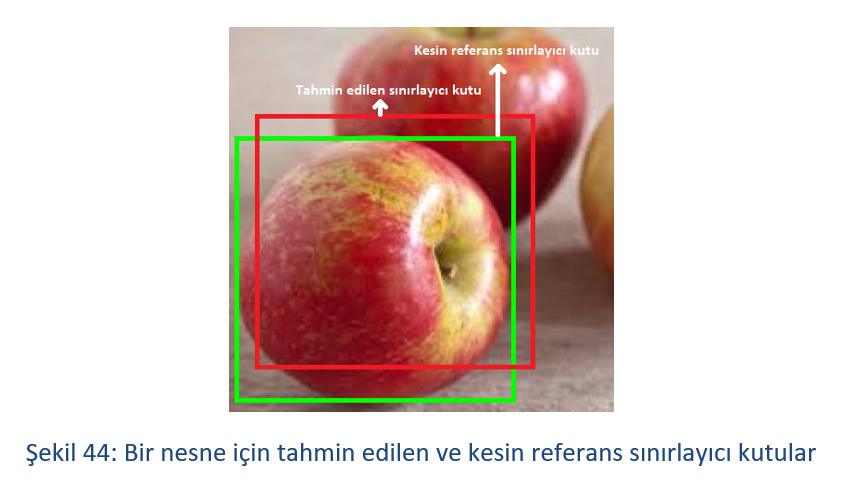 Kesin referans sınırlayıcı kutu
Tahmin edilen sınırlayıcı kutu
Şekil 44: Bir nesne için tahmin edilen ve kesin referans sınırlayıcı kutular